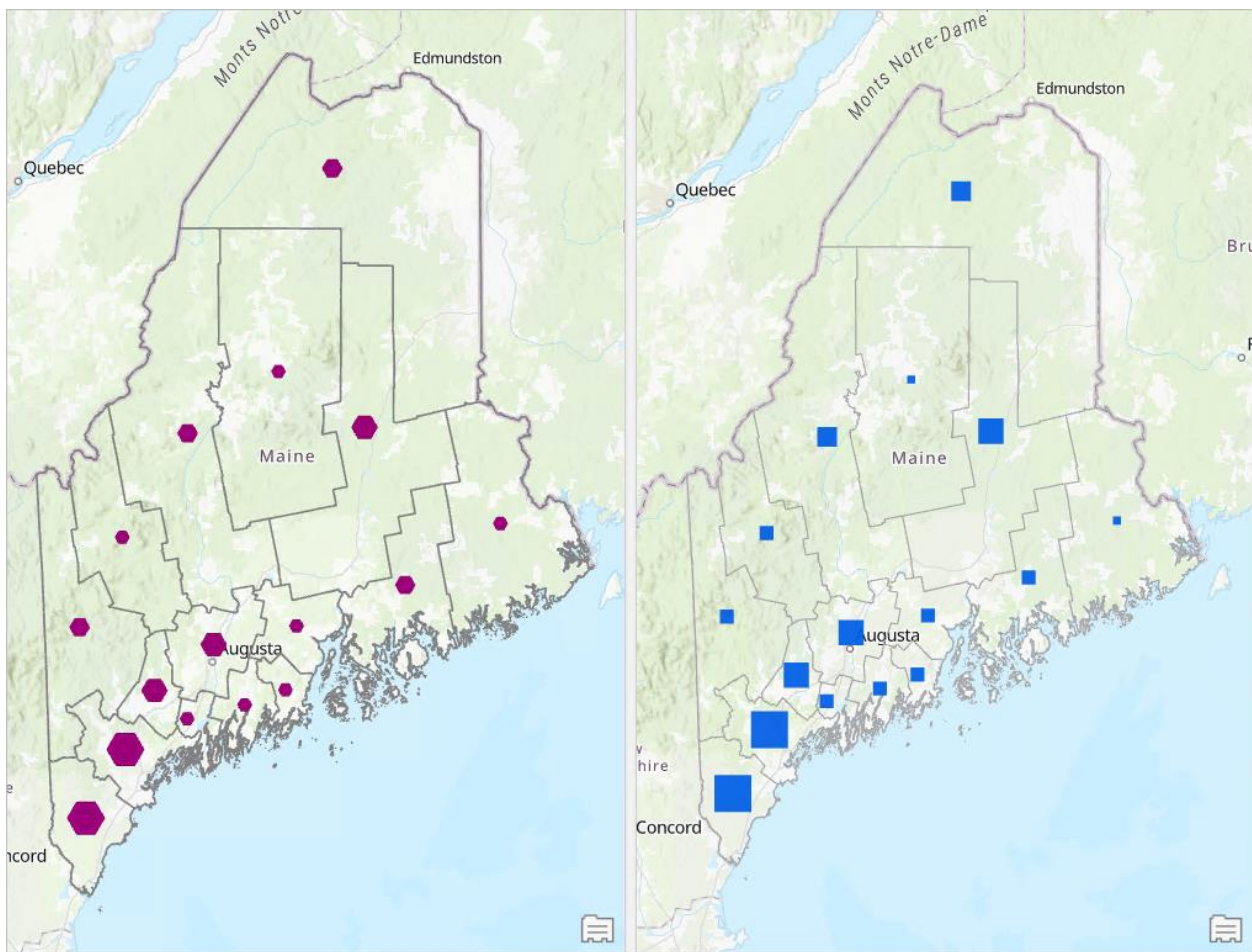 Monts Notre
Edmundston
Quebec
Maine
Augusta
ncord
Monts Notre-Dame
Edmundston
Quebec
Bru
Maine
Augusta
hire
Concord